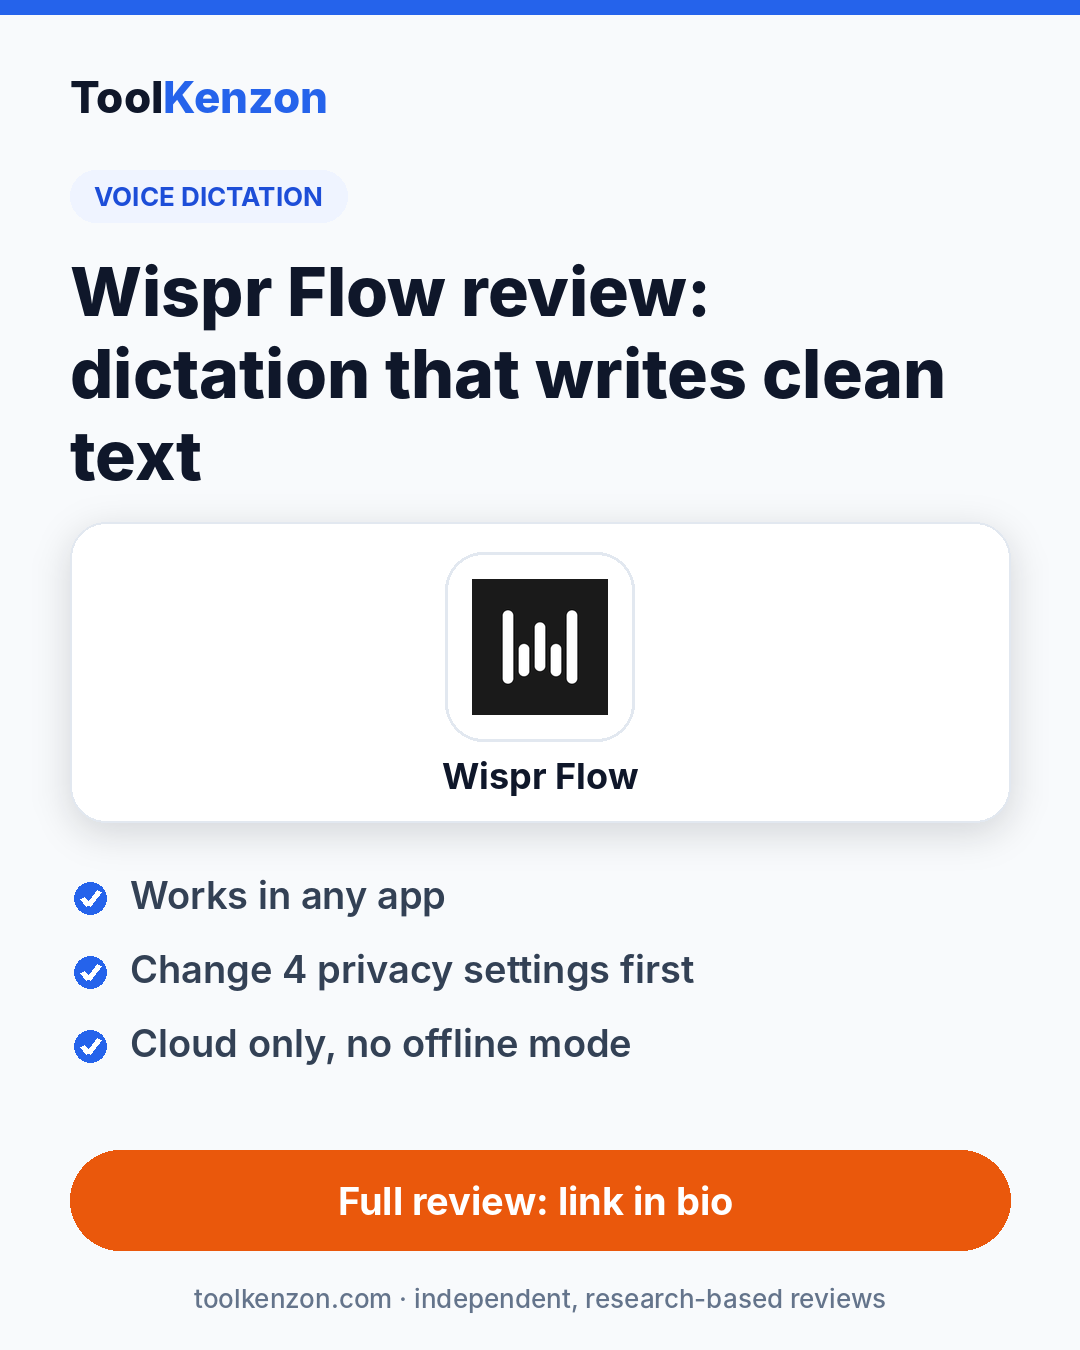 ToolKenzon
VOICE DICTATION
Wispr Flow review:
dictation that writes clean
text
Wispr Flow
Works in any app
Change 4 privacy settings first
Cloud only, no offline mode
Full review: link in bio
toolkenzon.com · independent, research-based reviews